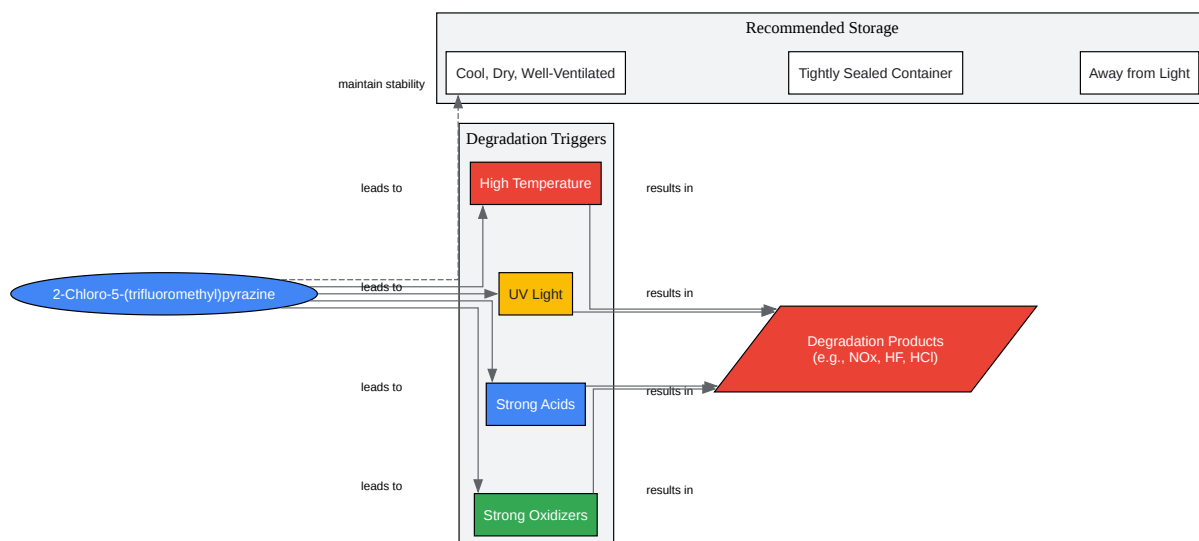 Recommended Storage
Cool, Dry, Well-Ventilated
Tightly Sealed Container
Away from Light
maintain stability
Degradation Triggers
High Temperature
leads to
results in
2-Chloro-5-(trifluoromethyl)pyrazine
leads to
UV Light
results in
Degradation Products
(e.g., NOx, HF, HCl)
leads to
Strong Acids
results in
leads to
Strong Oxidizers
results in